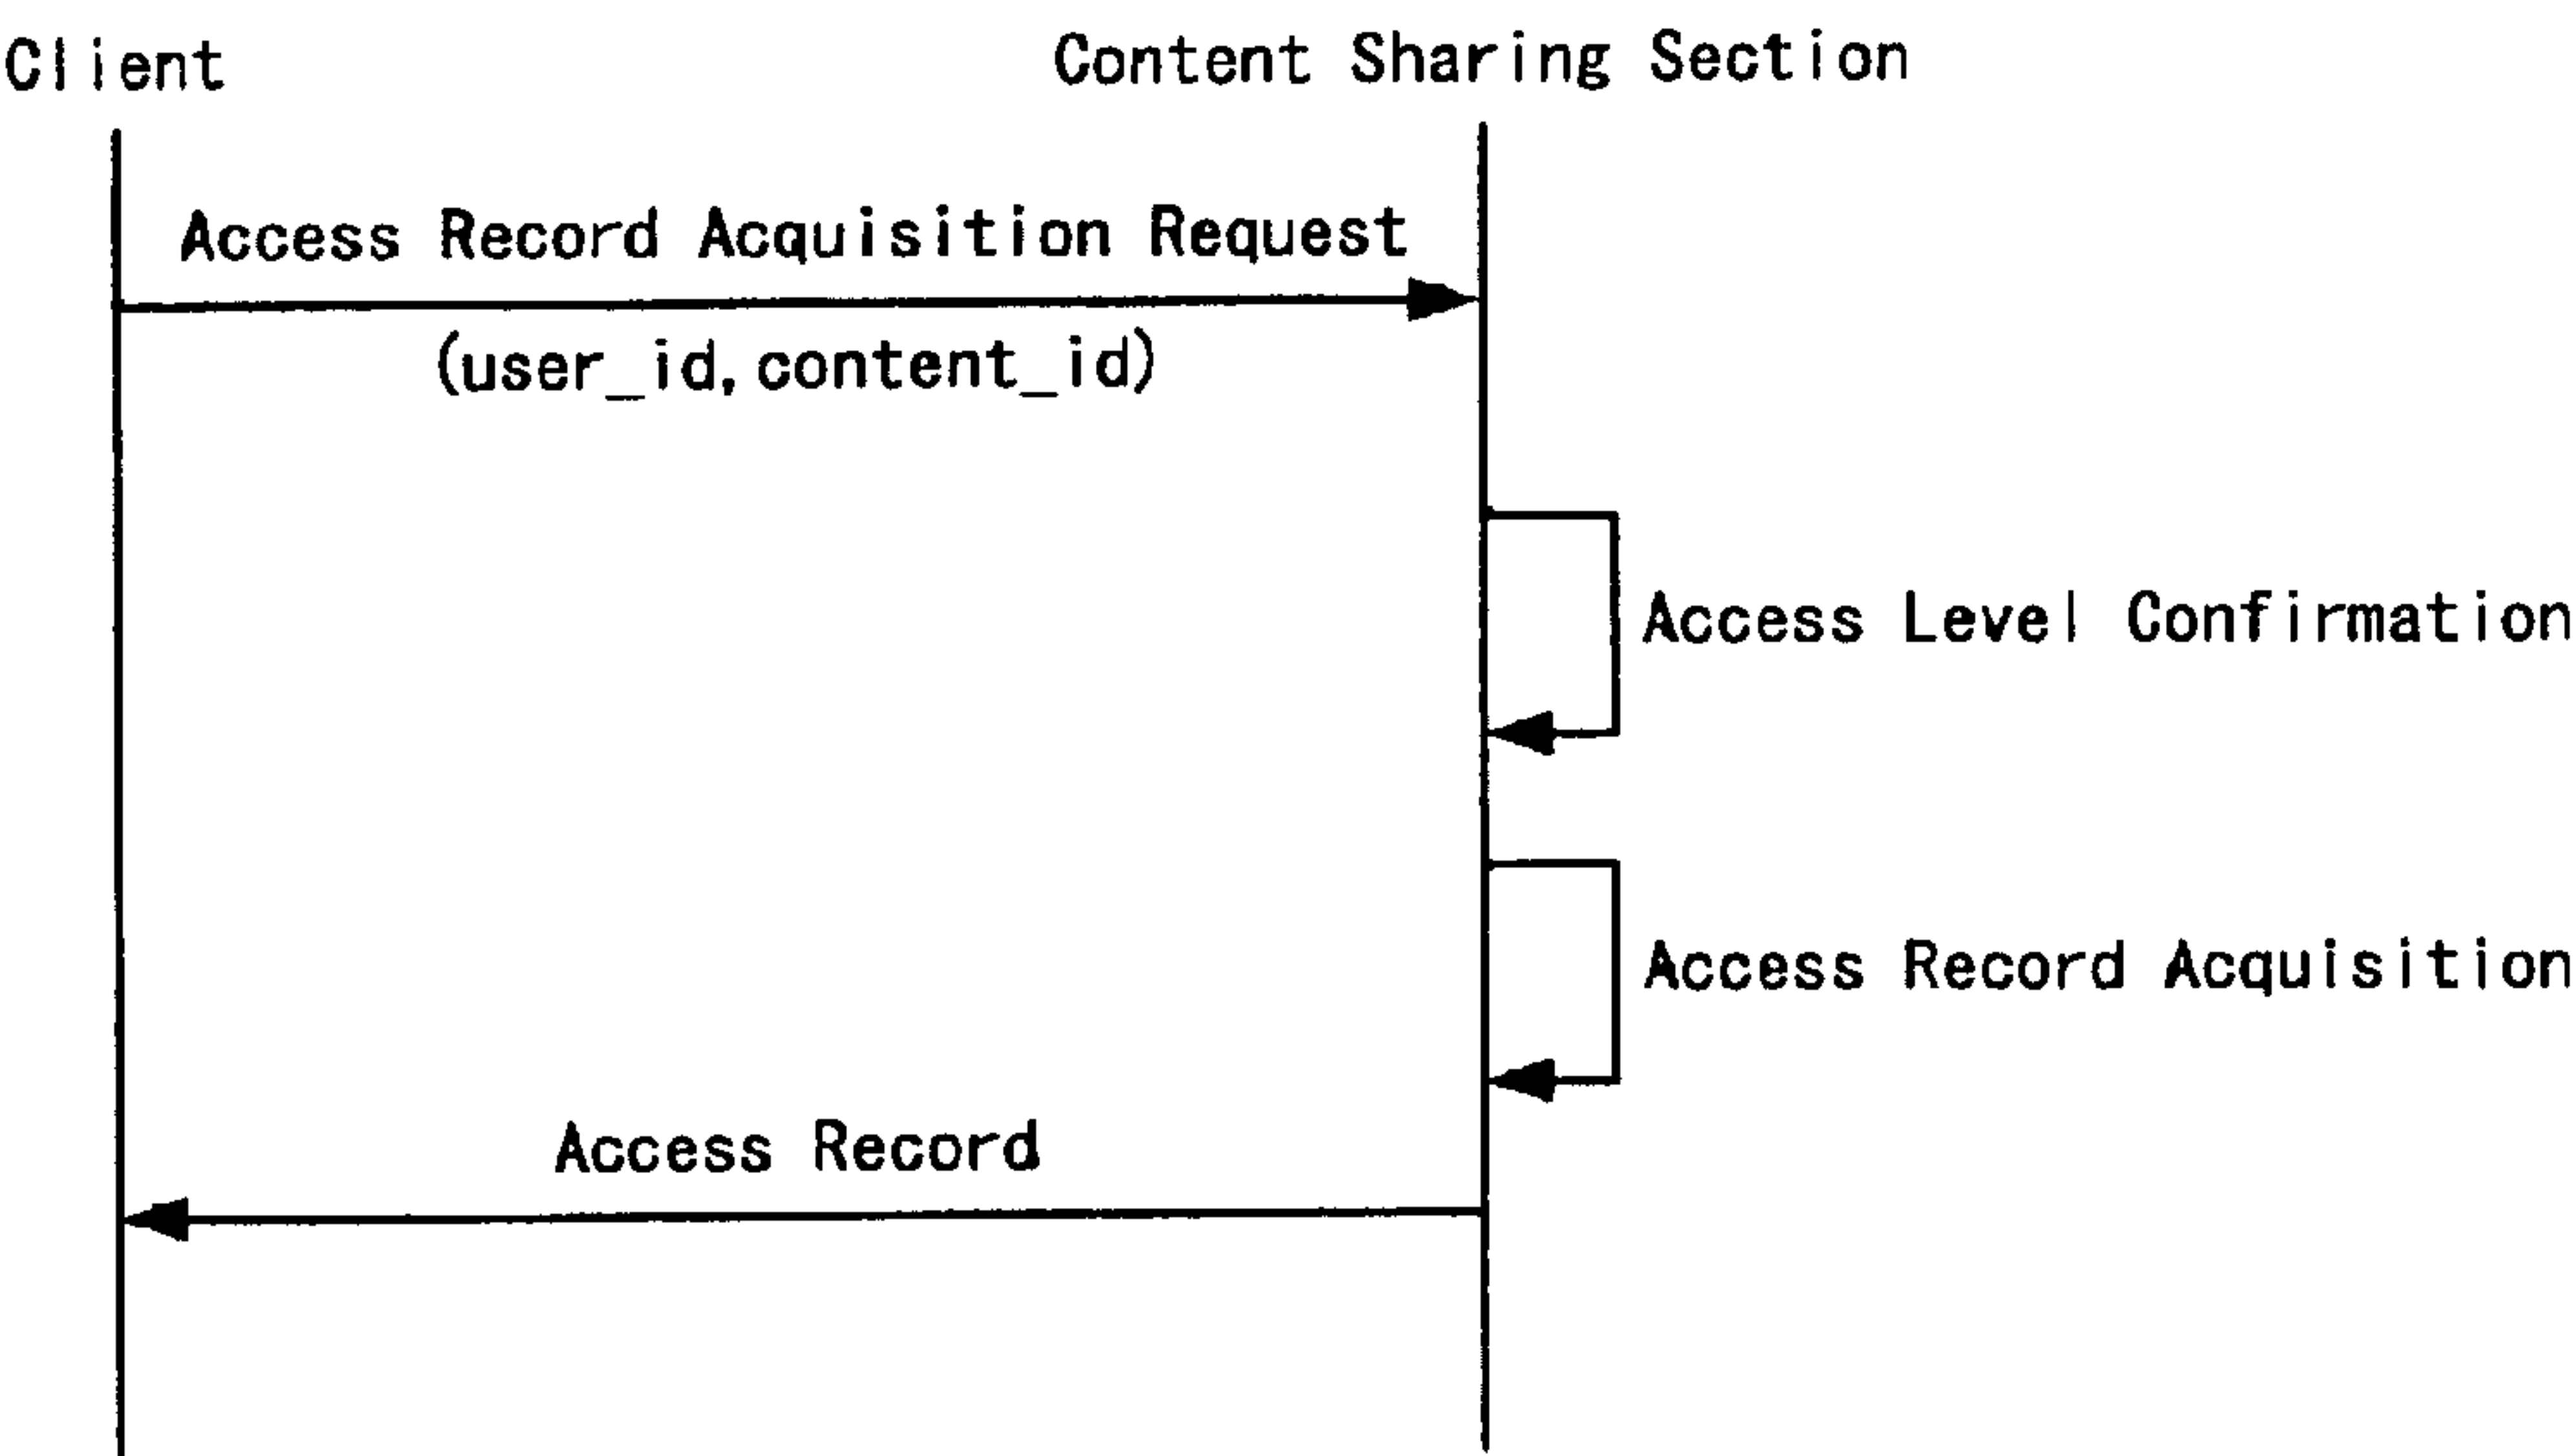 Client
Content Sharing Section
Access Record Acquisition Request
(user_id, content_id)
Access Level Confirmation
Access Record Acquisition
Access Record